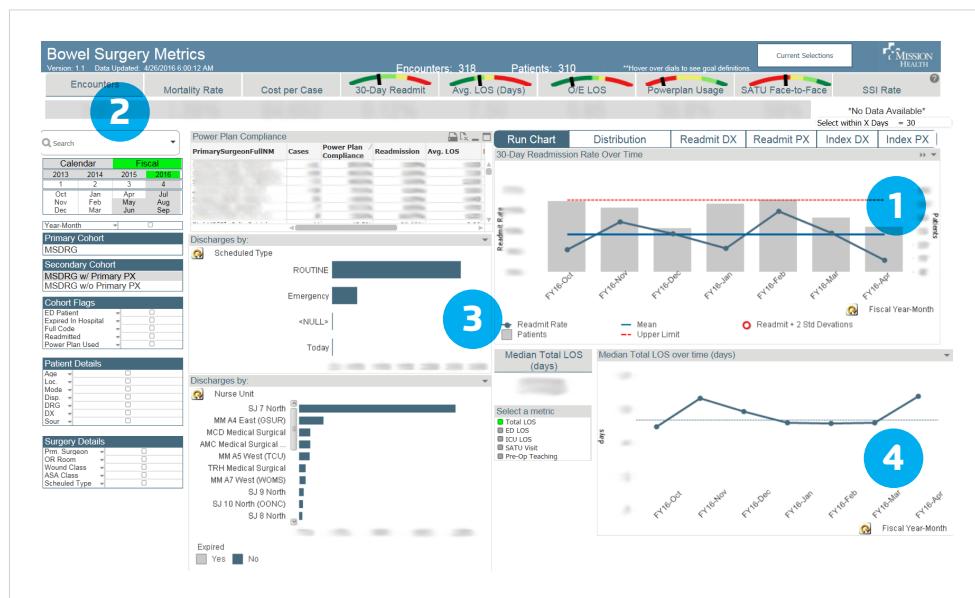 Bowel Surgery Metrics
Version: 1.1 Data Updated: 4/26/2016 6:00:12 AM
Encounters: 318 Patients: 310
**Hover over dials to see goal definitions.
Current Selections
MISSION
HEALTH
Encounters
Mortality Rate
Cost per Case
30-Day Readmit
Avg. LOS (Days)
O/E LOS
Powerplan Usage
SATU Face-to-Face
SSI Rate
?
2
*No Data Available*
Select within X Days = 30
Search
Calendar Fiscal
2013 2014 2015 2016
1 2 3 4
Oct Jan Apr Jul
Nov Feb May Aug
Dec Mar Jun Sep
Year-Month
Primary Cohort
MSDRG
Secondary Cohort
MSDRG w/ Primary PX
MSDRG w/o Primary PX
Cohort Flags
ED Patient
Expired In Hospital
Full Code
Readmitted
Power Plan Used
Patient Details
Age
Loc.
Mode
Disp.
DRG
DX
Sour
Surgery Details
Prm. Surgeon
OR Room
Wound Class
ASA Class
Scheuled Type
Power Plan Compliance
PrimarySurgeonFullNM Cases Power Plan Compliance Readmission Avg. LOS
Discharges by:
Scheduled Type
ROUTINE
Emergency
<NULL>
Today
3
Discharges by:
Nurse Unit
SJ 7 North
MM A4 East (GSUR)
MCD Medical Surgical
AMC Medical Surgical ...
MM A5 West (TCU)
TRH Medical Surgical
MM A7 West (WOMS)
SJ 9 North
SJ 10 North (OONC)
SJ 8 North
Expired
Yes No
Run Chart Distribution Readmit DX Readmit PX Index DX Index PX
30-Day Readmission Rate Over Time
1
Readmit Rate
Patients
FY16-Oct FY16-Nov FY16-Dec FY16-Jan FY16-Feb FY16-Mar FY16-Apr
Fiscal Year-Month
Readmit Rate Mean Readmit + 2 Std Devations
Patients Upper Limit
Median Total LOS
(days)
Select a metric
Total LOS
ED LOS
ICU LOS
SATU Visit
Pre-Op Teaching
Median Total LOS over time (days)
days
4
FY16-Oct FY16-Nov FY16-Dec FY16-Jan FY16-Feb FY16-Mar FY16-Apr
Fiscal Year-Month